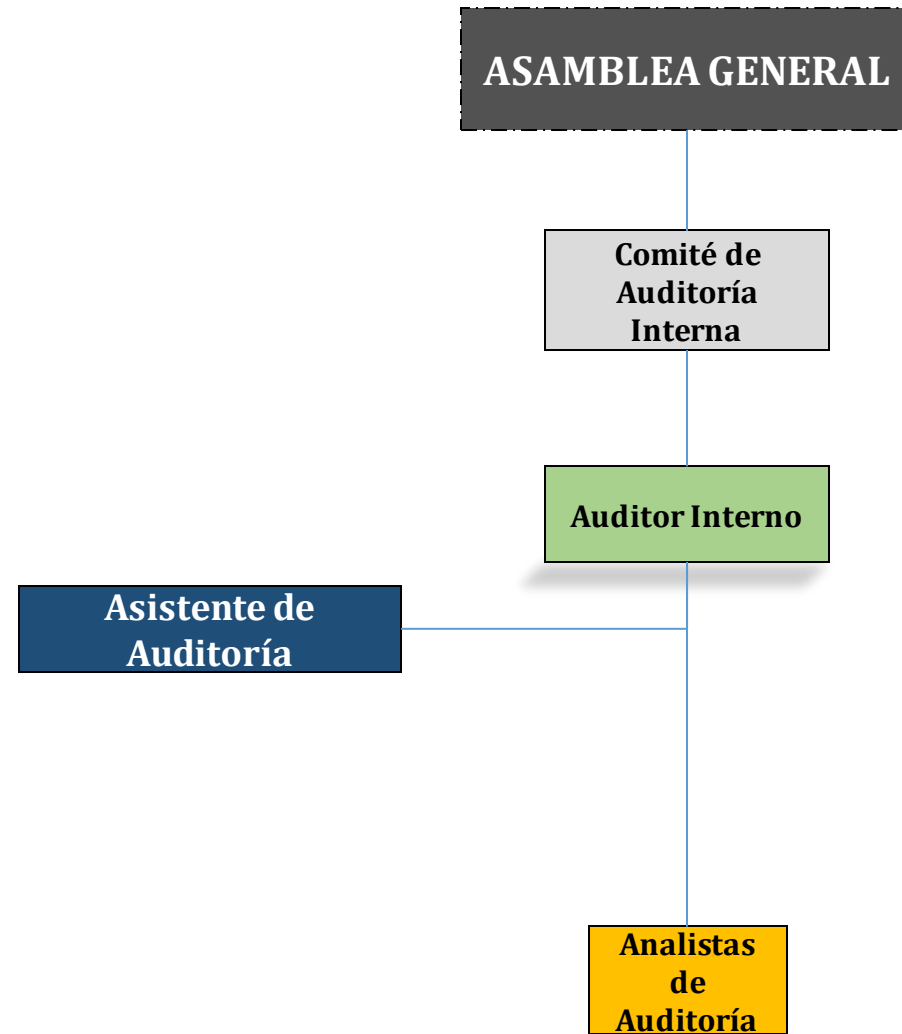 ASAMBLEA GENERAL
Comité de
Auditoría
Interna
Auditor Interno
Asistente de
Auditoría
Analistas
de
Auditoría